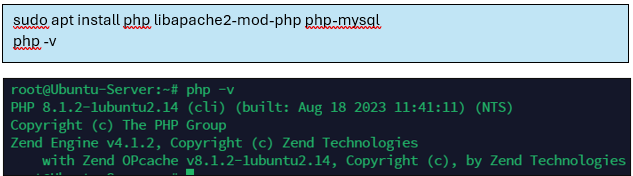 sudo apt install php libapache2-mod-php php-mysql
php -v
root@Ubuntu-Server:~# php -v
PHP 8.1.2-1ubuntu2.14 (cli) (built: Aug 18 2023 11:41:11) (NTS)
Copyright (c) The PHP Group
Zend Engine v4.1.2, Copyright (c) Zend Technologies
    with Zend OPcache v8.1.2-1ubuntu2.14, Copyright (c), by Zend Technologies